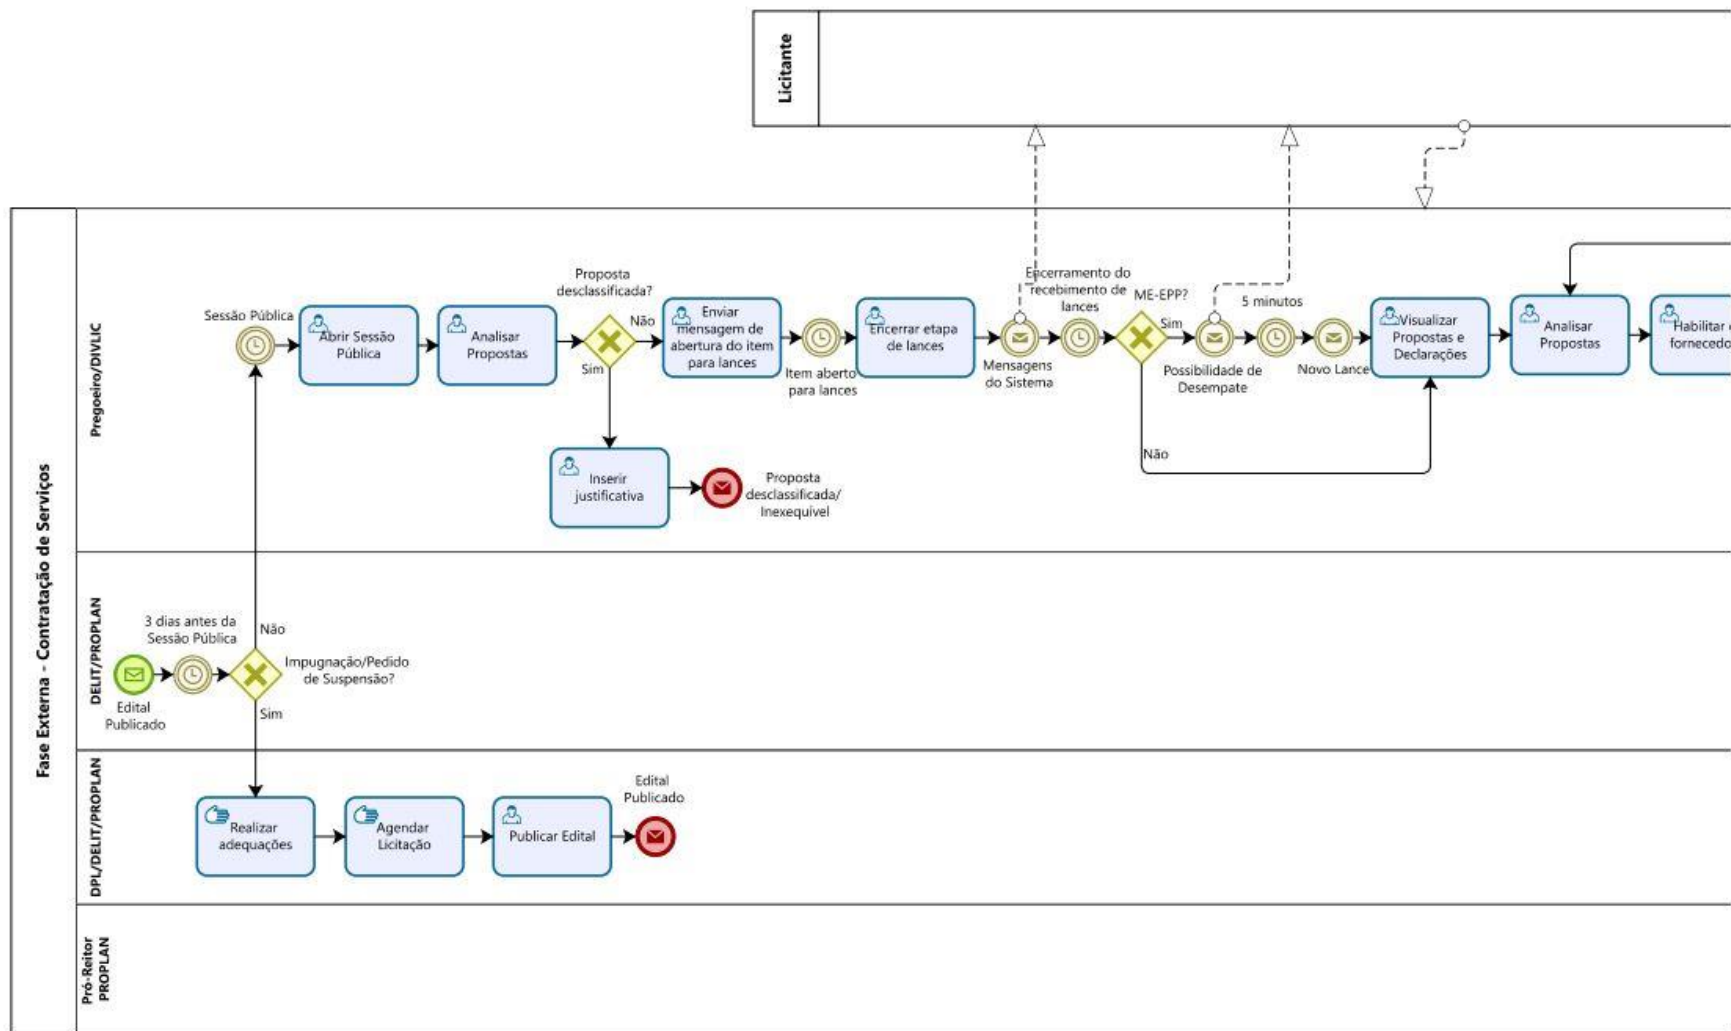 Licitante
Fase Externa - Contratação de Serviços
Pregoeiro/DIVLIC
Sessão Pública
Abrir Sessão
Pública
Analisar
Propostas
Proposta
desclassificada?
Não
Sim
Enviar
mensagem de
abertura do item
para lances
Item aberto
para lances
Encerrar etapa
de lances
Mensagens
do Sistema
Encerramento do
recebimento de
lances
ME-EPP?
Sim
Não
Possibilidade de
Desempate
5 minutos
Novo Lance
Visualizar
Propostas e
Declarações
Analisar
Propostas
Habilitar
Inserir
justificativa
Proposta
desclassificada/
Inexequível
DELIT/PROPLAN
Edital
Publicado
3 dias antes da
Sessão Pública
Não
Impugnação/Pedido
de Suspensão?
Sim
DPL/DELIT/PROPLAN
Realizar
adequações
Agendar
Licitação
Publicar Edital
Edital
Publicado
Pró-Reitor
PROPLAN